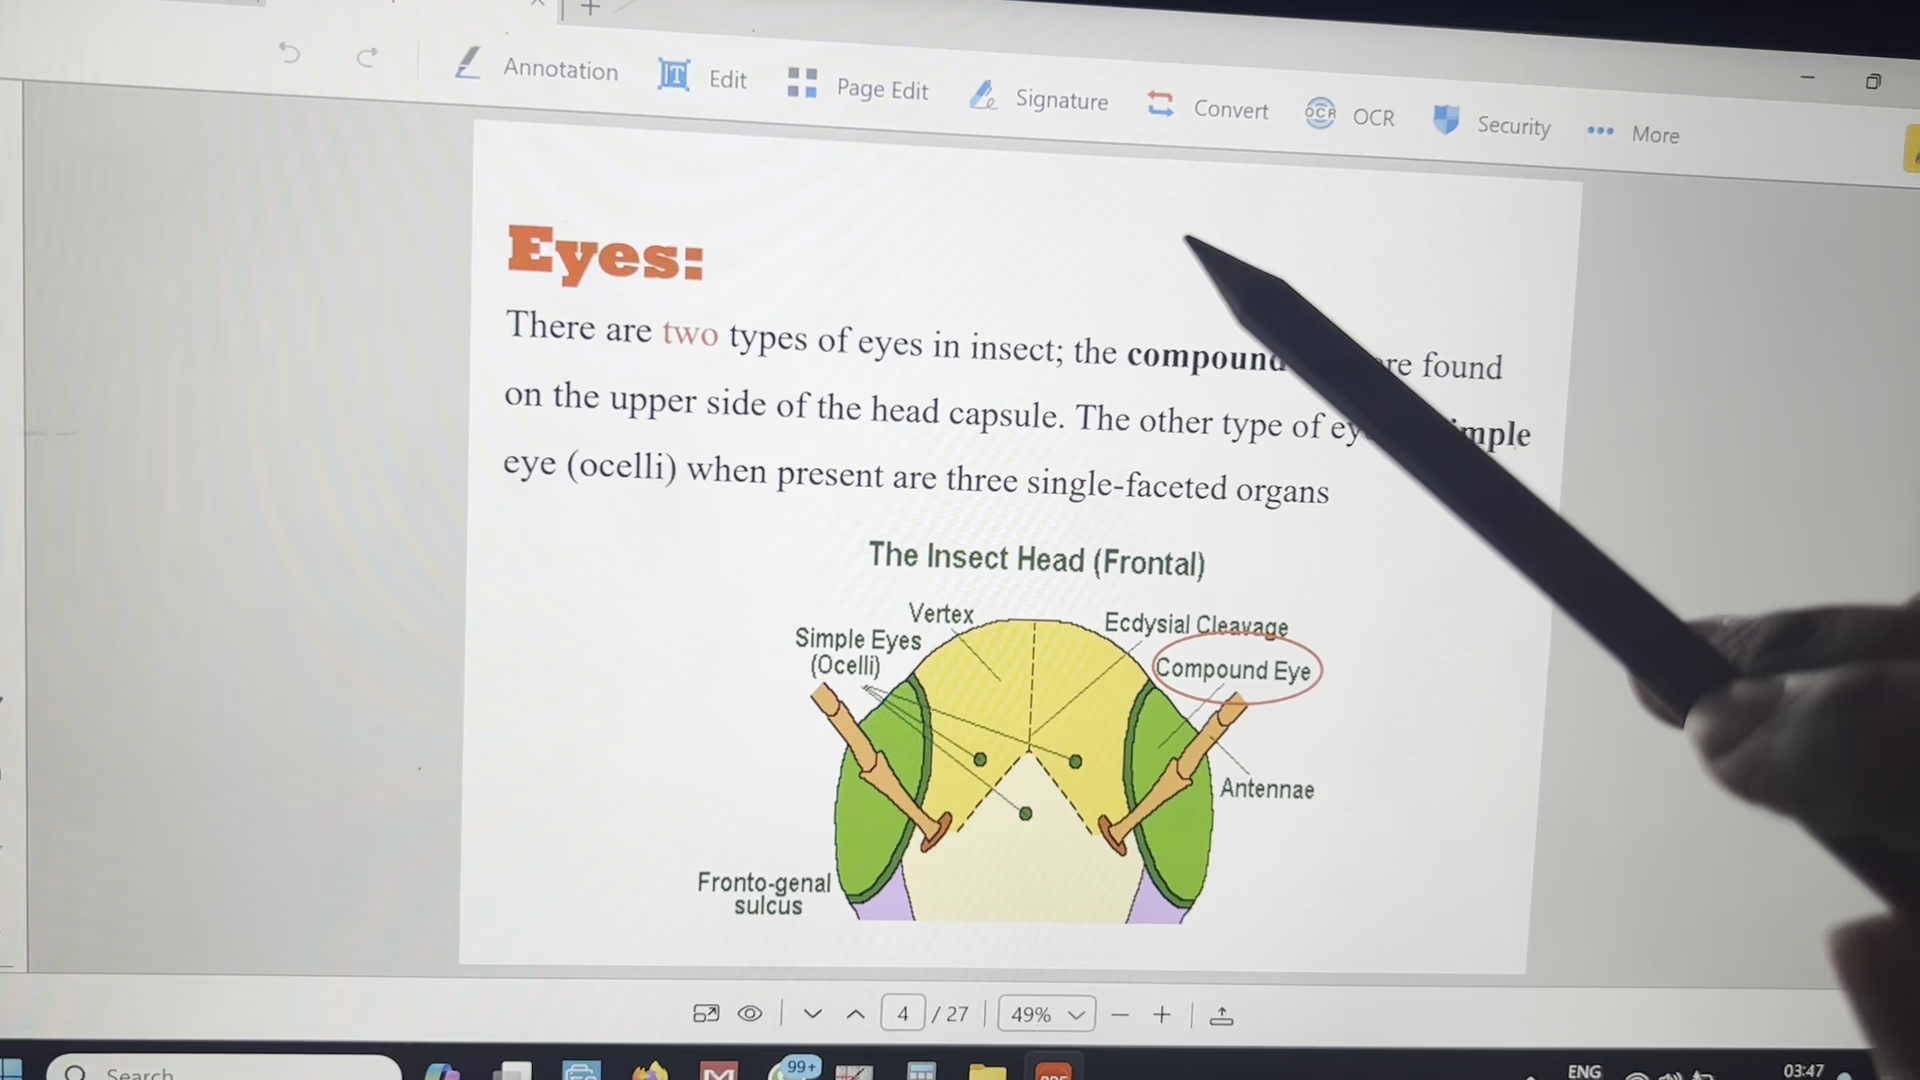 Annotation
Edit
Page Edit
Signature
Convert
OCR
OCR
Security
More
Eyes:
There are two types of eyes in insect; the compound re found
on the upper side of the head capsule. The other type of
eye (ocelli) when present are three single-faceted organs
The Insect Head (Frontal)
Vertex
Ecdysial Cleavage
Simple Eyes
(Ocelli)
Compound Eye
Antennae
Fronto-genal
sulcus
4 / 27
49%
Search
99+
ENG
03:47